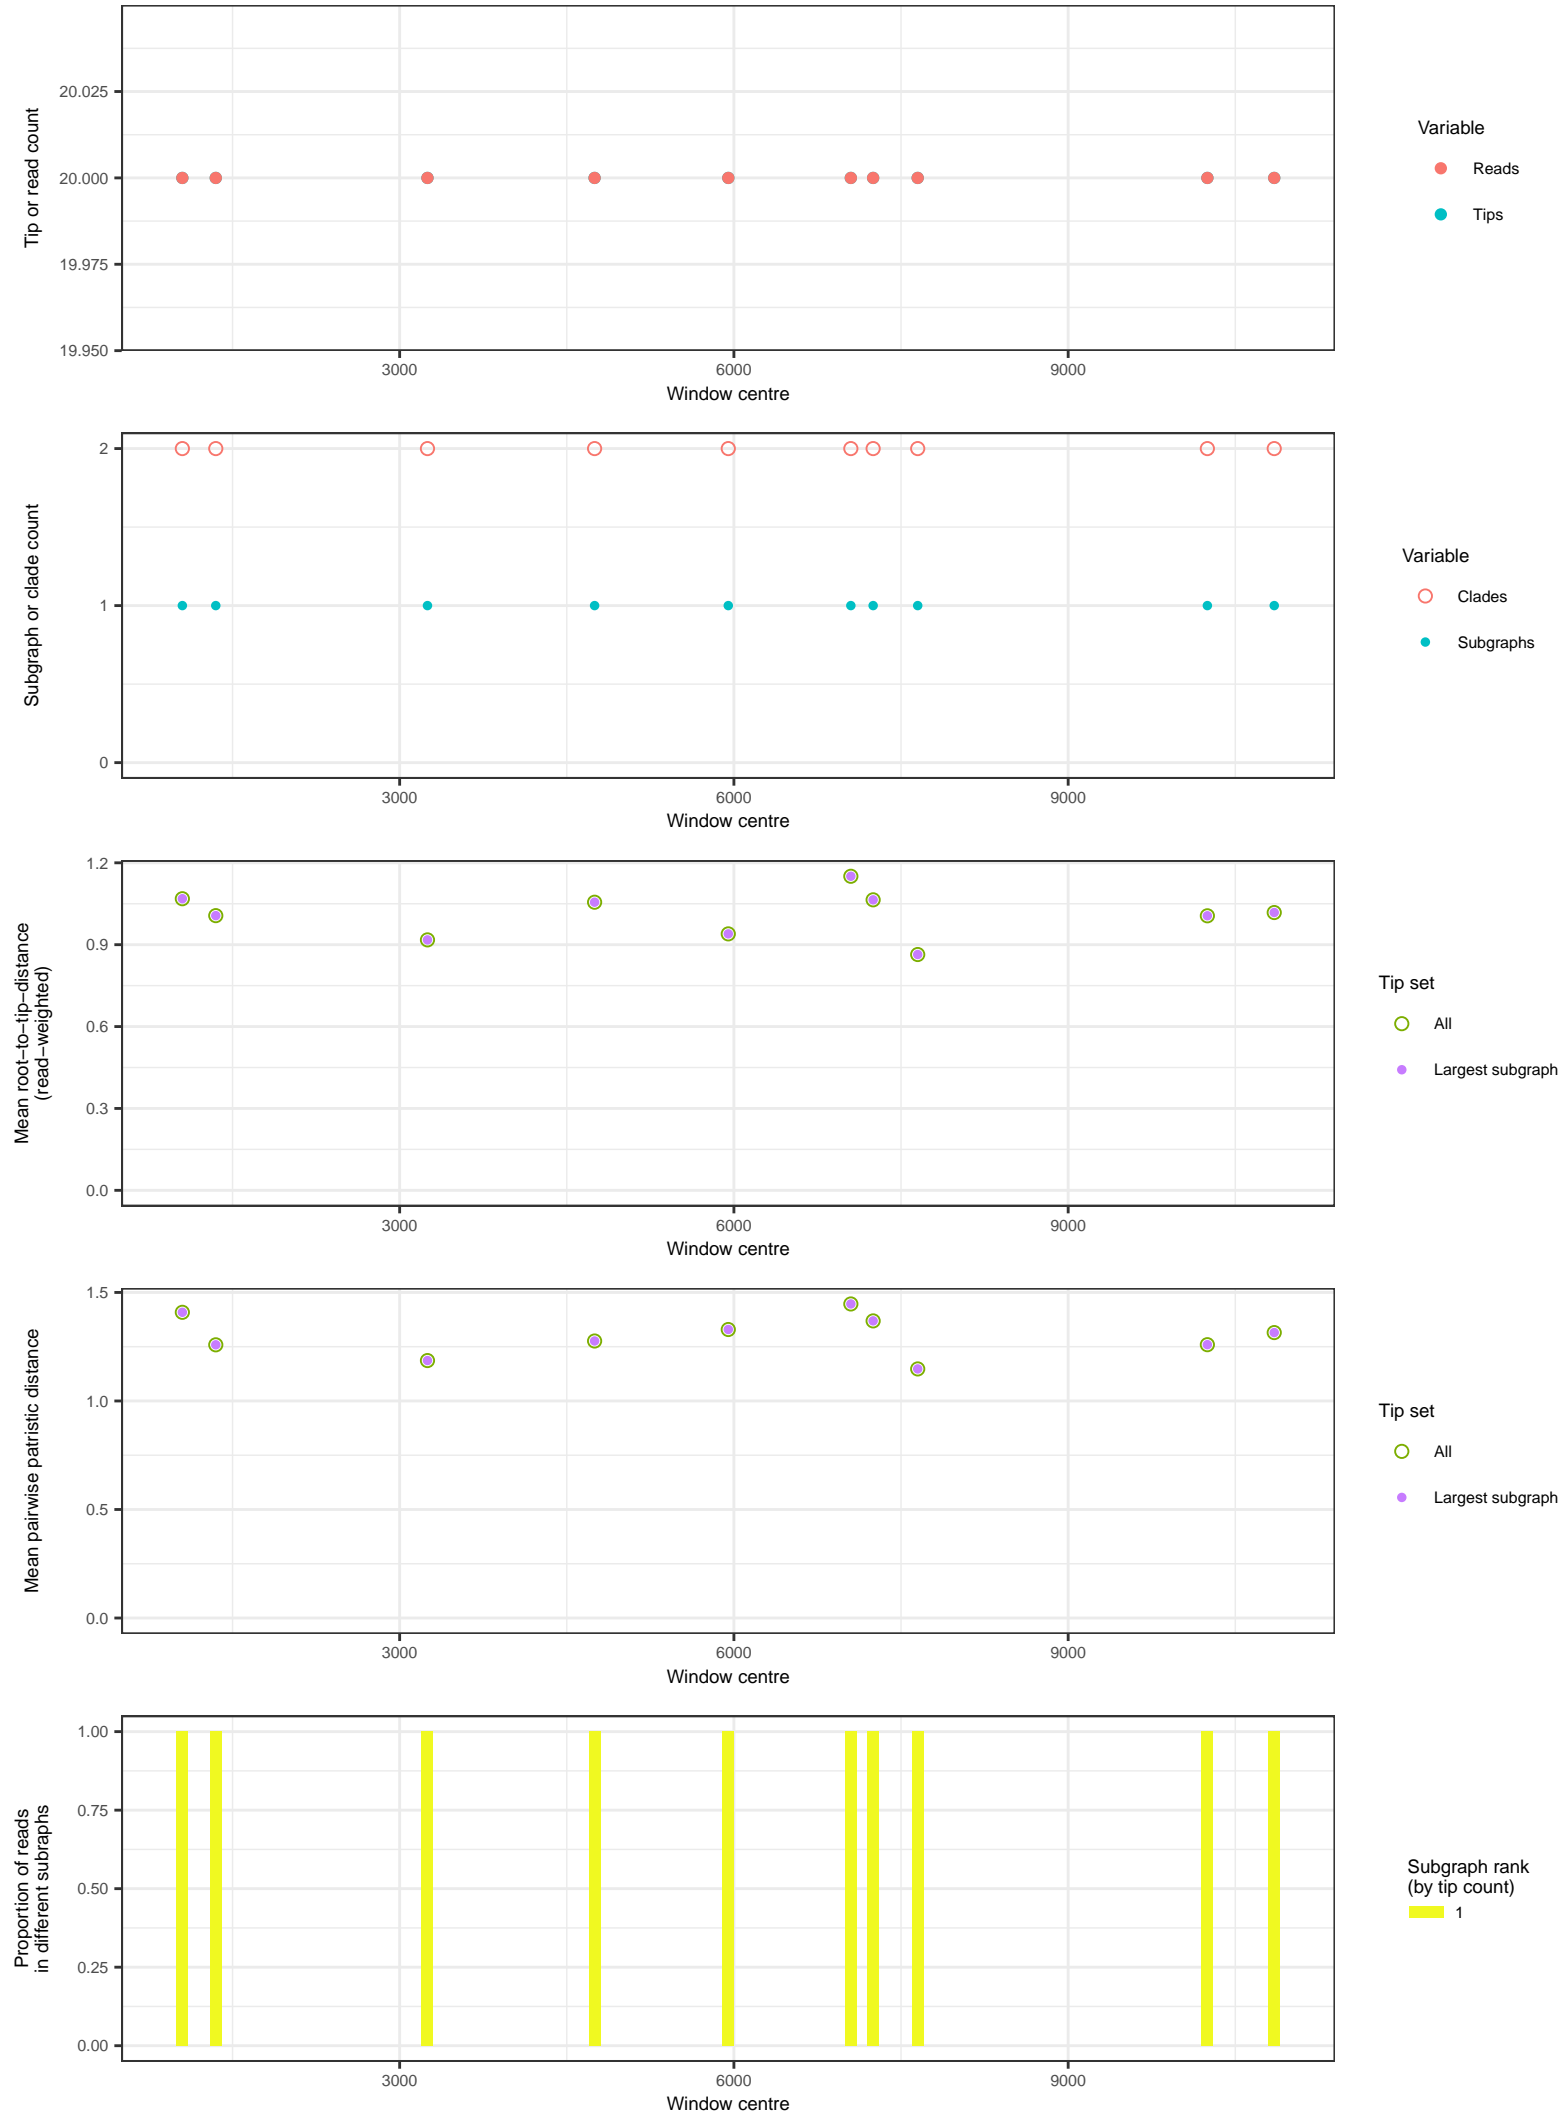 20.025
20.000
19.975
19.950
Tip or read count
3000 6000 9000
Window centre
Variable
Reads
Tips
2
1
0
Subgraph or clade count
3000 6000 9000
Window centre
Variable
Clades
Subgraphs
1.2
0.9
0.6
0.3
0.0
Mean root−to−tip−distance
(read−weighted)
3000 6000 9000
Window centre
Tip set
All
Largest subgraph
1.5
1.0
0.5
0.0
Mean pairwise patristic distance
3000 6000 9000
Window centre
Tip set
All
Largest subgraph
1.00
0.75
0.50
0.25
0.00
Proportion of reads
in different subraphs
3000 6000 9000
Window centre
Subgraph rank
(by tip count)
1